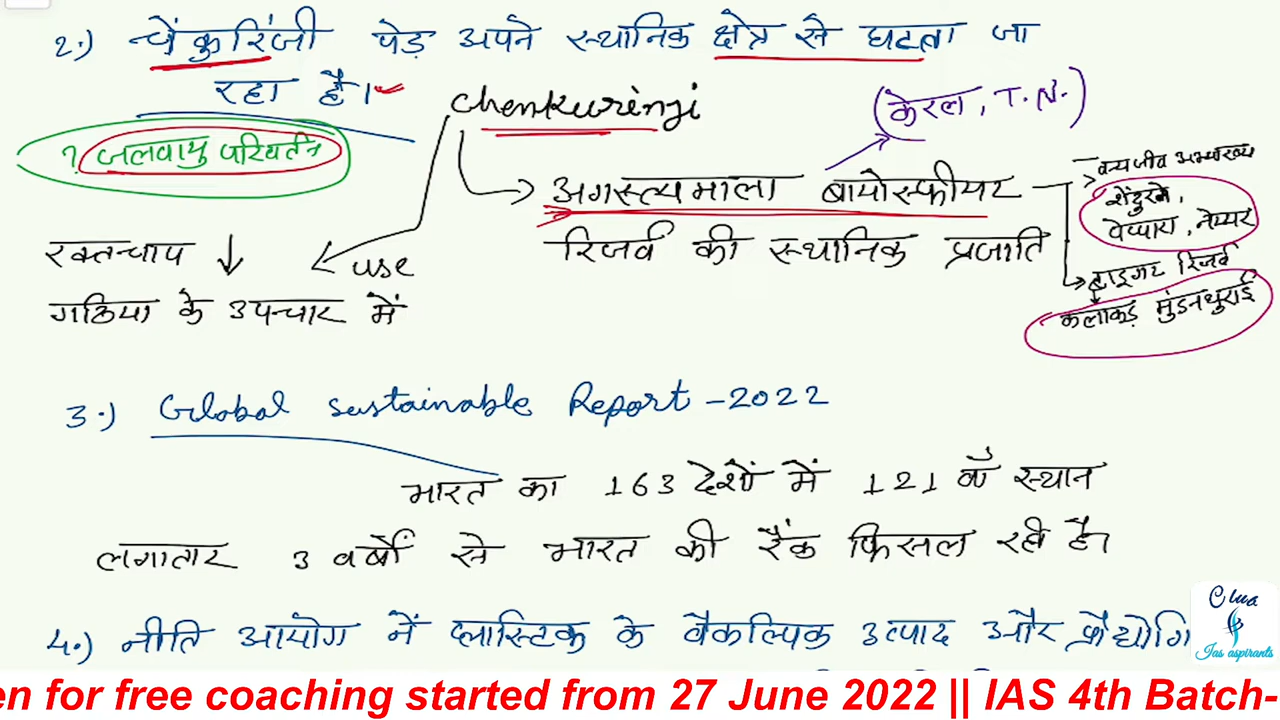 2.) चेंकुरिंजी पेड़ अपने स्थानिक क्षेत्र से घटता जा
रहा है।
chenkurinji
(केरल, T.N.)
? जलवायु परिवर्तन
→ अगस्त्यमाला बायोस्फीयर
रिजर्व की स्थानिक प्रजाति
वन्य जीव अभ्यारण्य
शेंदुरने,
पेप्पारा, नेय्यर
→ टाइगर रिजर्व
कलाकड़ मुंडनथुराई
रक्तचाप ↓
use
गठिया के उपचार में
3.) Global sustainable Report-2022
भारत का 163 देशों में 121 वाँ स्थान
लगातार 3 वर्षों से भारत की रैंक फिसल रही है।
4.) नीति आयोग में प्लास्टिक के वैकल्पिक उत्पाद और प्रौद्योगि
Clua
Ias aspirants
en for free coaching started from 27 June 2022 || IAS 4th Batch-